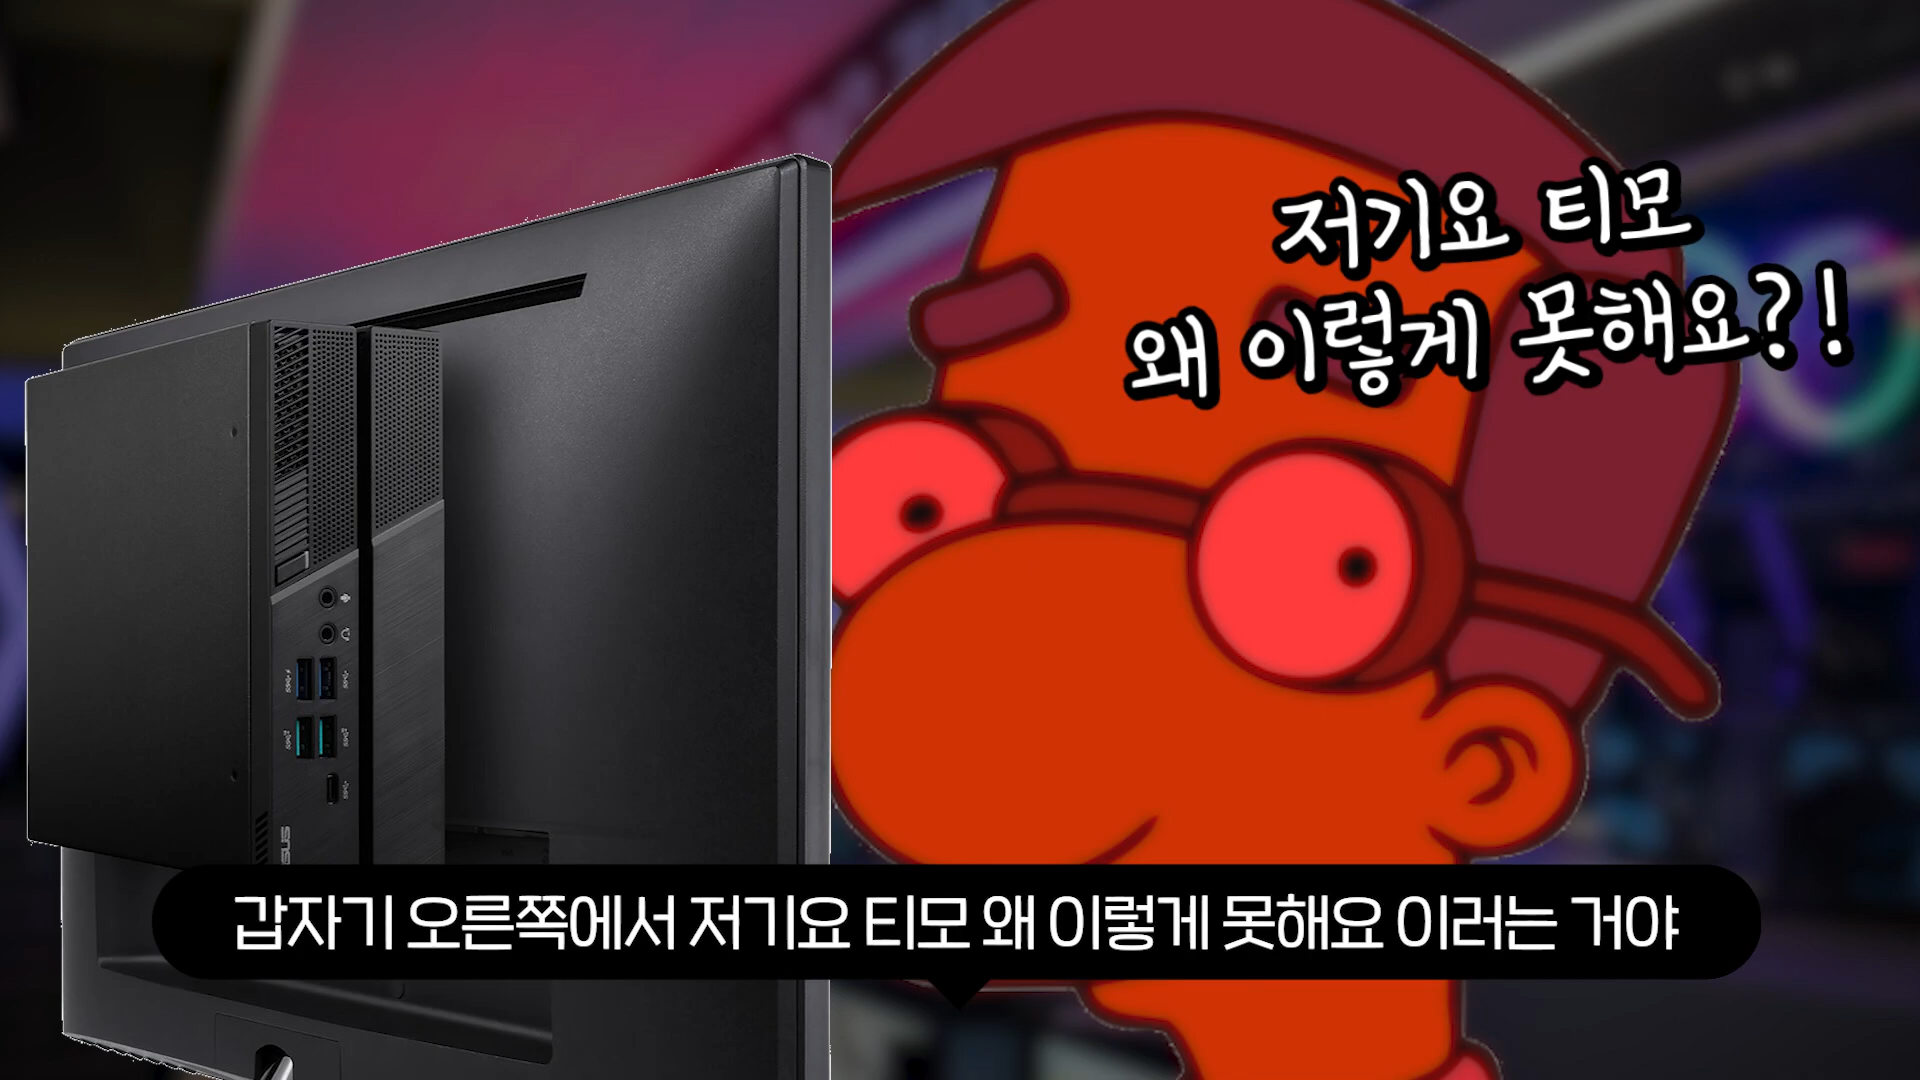 저기요 티모
왜 이렇게 못해요?!
갑자기 오른쪽에서 저기요 티모 왜 이렇게 못해요 이러는 거야